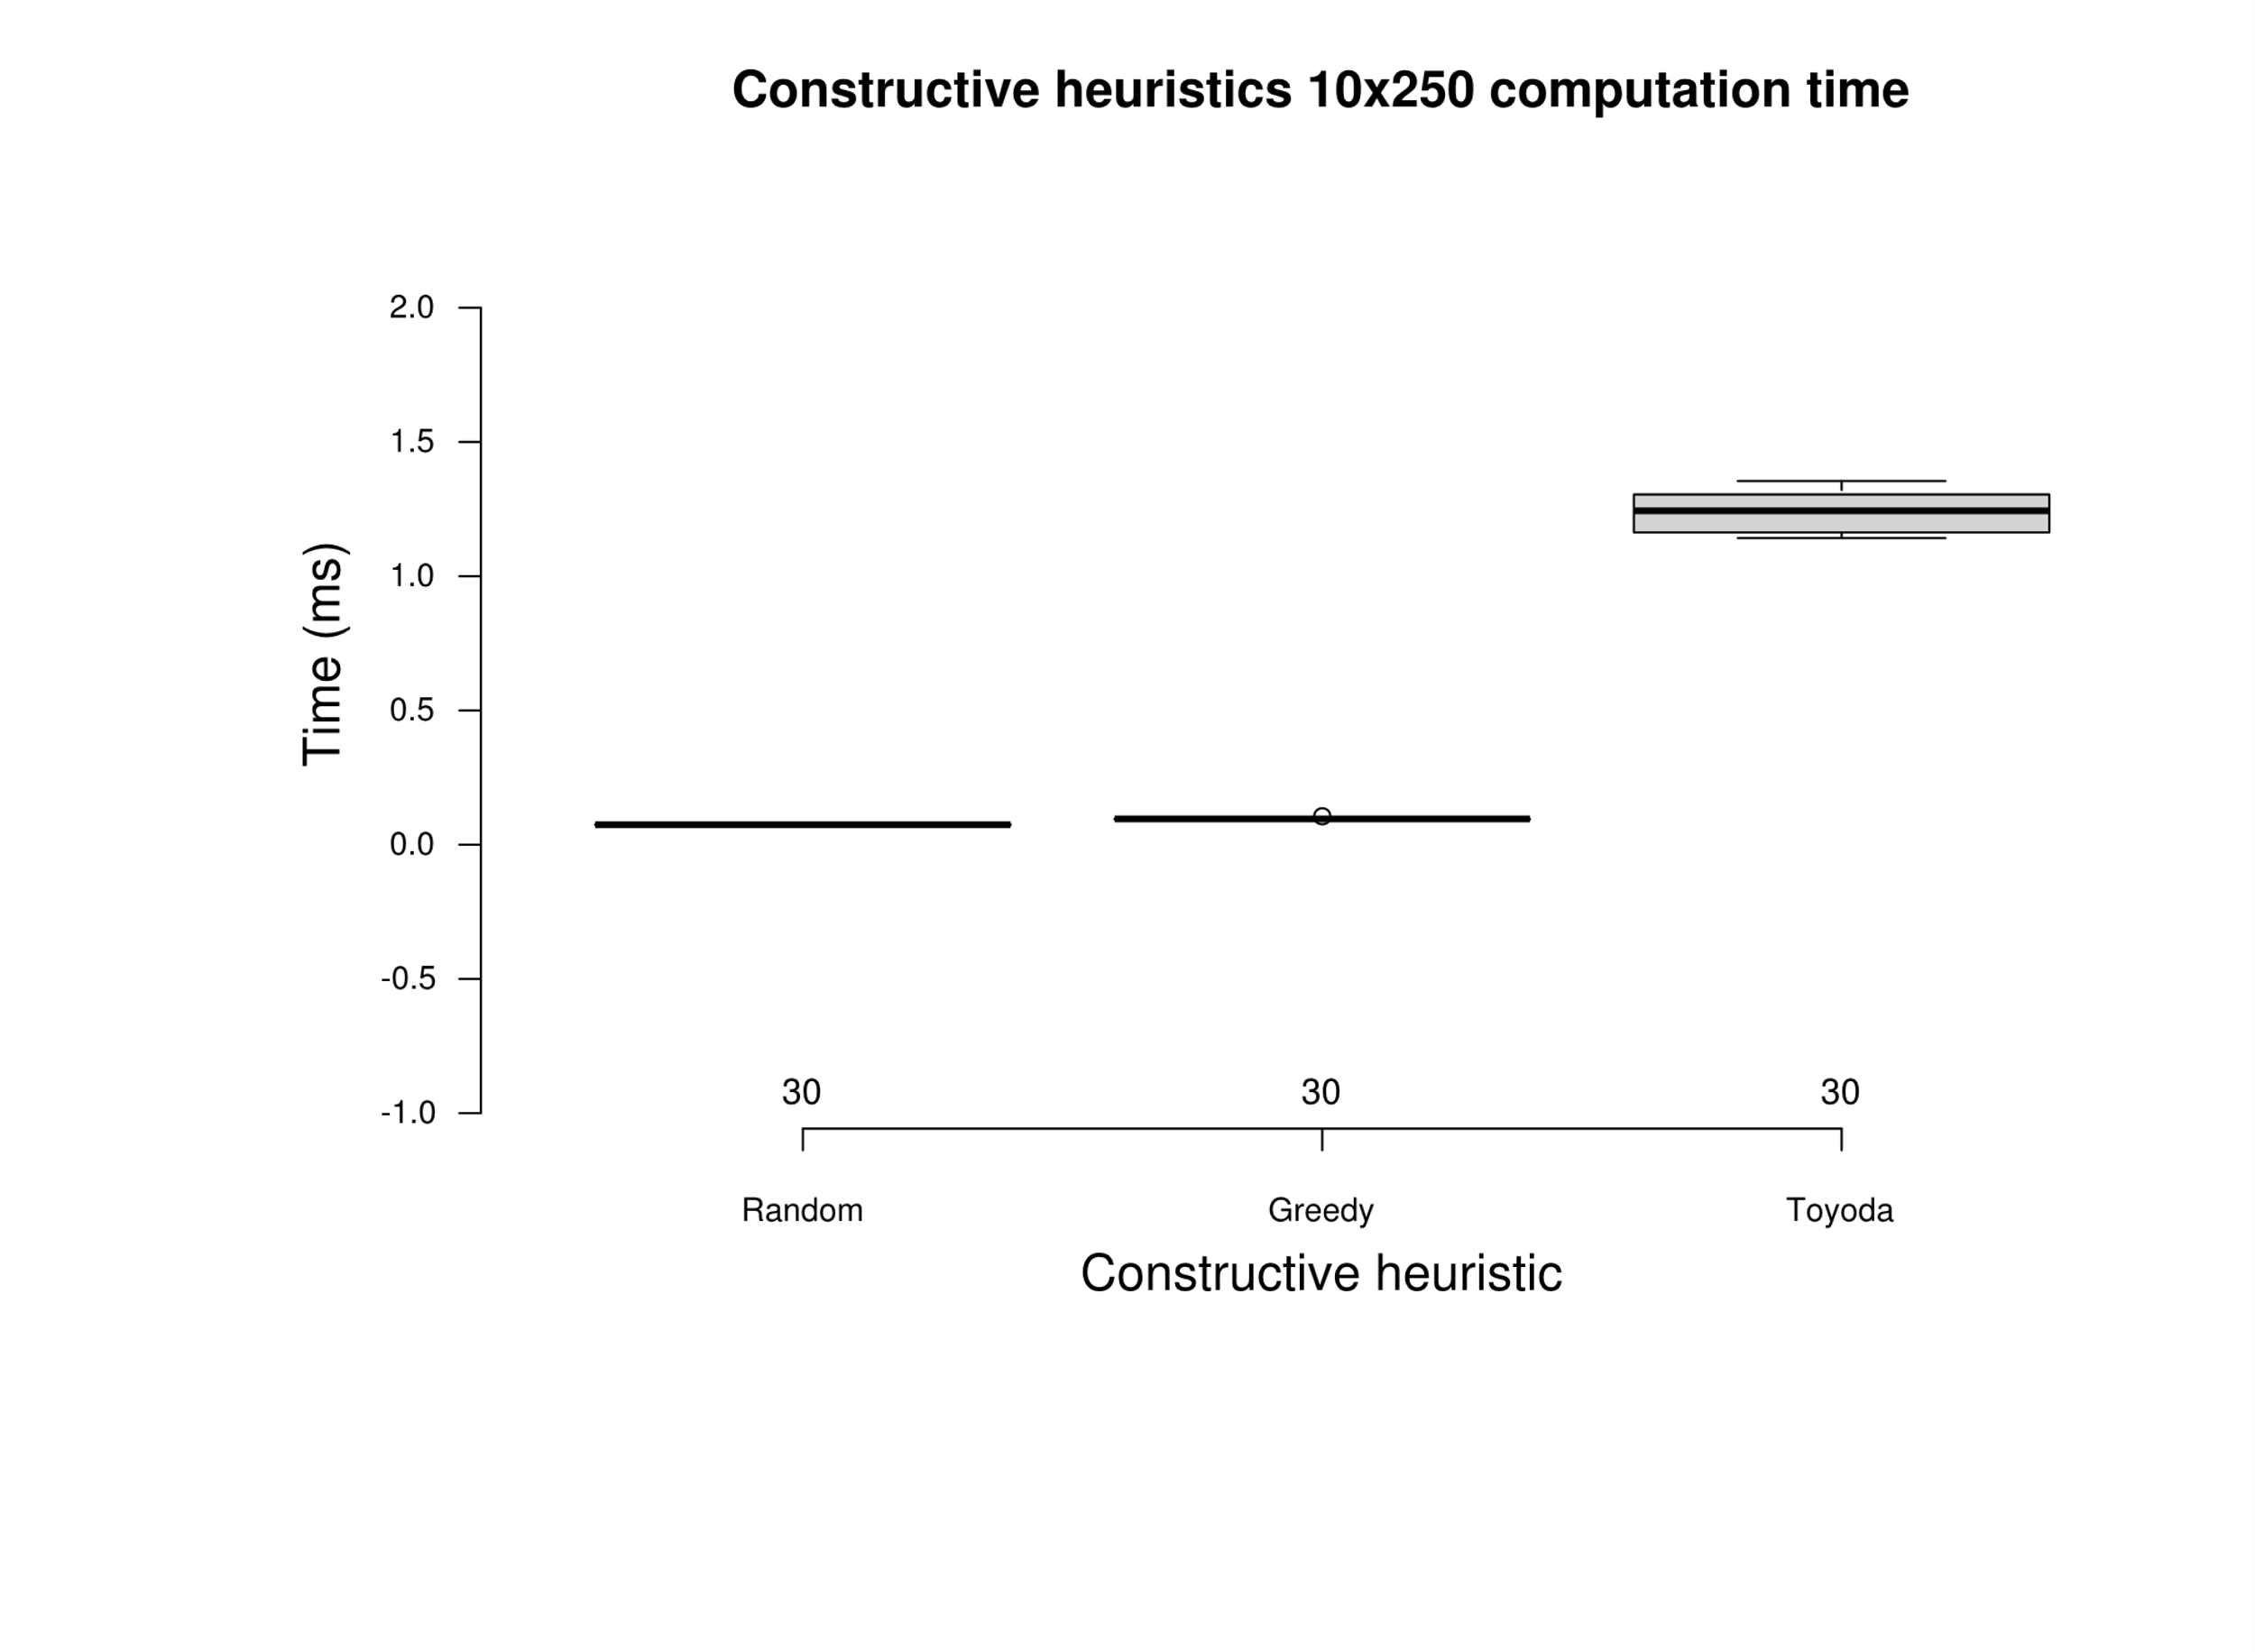 Constructive heuristics 10x250 computation time
2.0
1.5
1.0
0.5
0.0
-0.5
-1.0
Time (ms)
30 30 30
Random Greedy Toyoda
Constructive heuristic